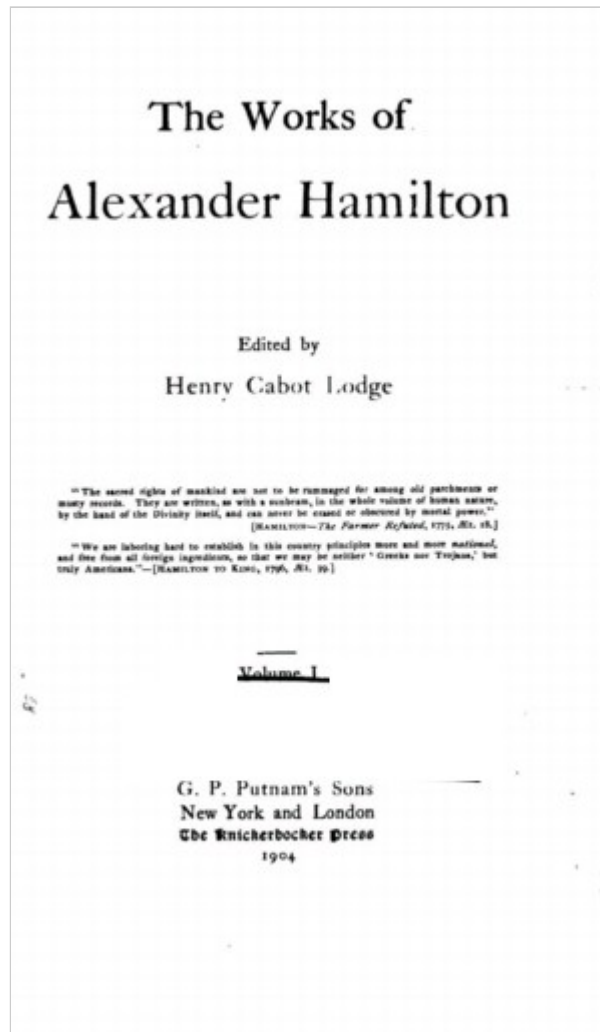 The Works of
Alexander Hamilton
Edited by
Henry Cabot Lodge
"The sacred rights of mankind are not to be rummaged for among old parchments or
musty records. They are written, as with a sunbeam, in the whole volume of human nature,
by the hand of the Divinity itself, and can never be erased or obscured by mortal power."
[HAMILTON—The Farmer Refuted, 1775, Æt. 18.]
"We are laboring hard to establish in this country principles more and more national,
and free from all foreign ingredients, so that we may be neither 'Greeks nor Trojans,' but
truly Americans."—[HAMILTON TO KING, 1796, Æt. 39.]
Volume I
G. P. Putnam's Sons
New York and London
The Knickerbocker Press
1904